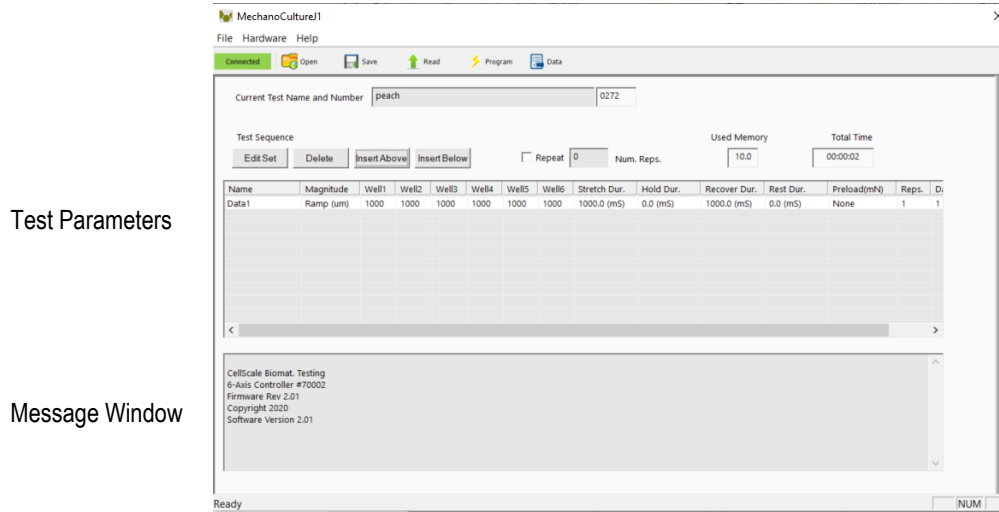 MechanoCultureJ1
File Hardware Help
Connected Open Save Read Program Data
Current Test Name and Number peach 0272
Test Sequence Used Memory Total Time
Edit Set Delete Insert Above Insert Below Repeat 0 Num. Reps. 10.0 00:00:02
Name Magnitude Well1 Well2 Well3 Well4 Well5 Well6 Stretch Dur. Hold Dur. Recover Dur. Rest Dur. Preload(mN) Reps. D
Data1 Ramp (um) 1000 1000 1000 1000 1000 1000 1000.0 (mS) 0.0 (mS) 1000.0 (mS) 0.0 (mS) None 1 1
Test Parameters
CellScale Biomat. Testing
6-Axis Controller #70002
Firmware Rev 2.01
Copyright 2020
Software Version 2.01
Message Window
Ready NUM